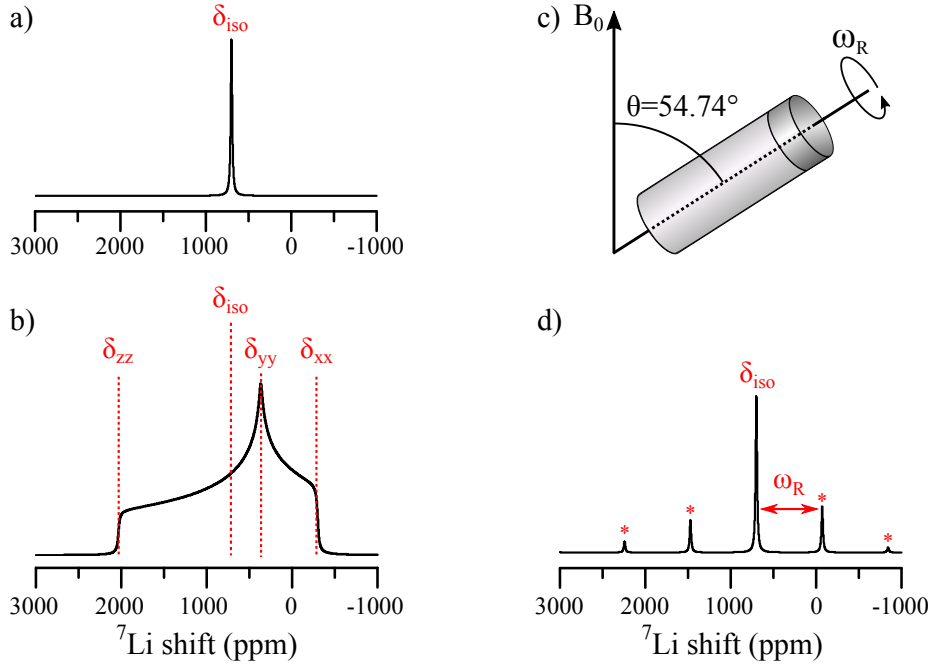 a)
δiso
3000 2000 1000 0 -1000
b)
δiso
δzz δyy δxx
3000 2000 1000 0 -1000
⁷Li shift (ppm)
c)
B0
ωR
θ=54.74°
d)
δiso
ωR
* * * *
3000 2000 1000 0 -1000
⁷Li shift (ppm)